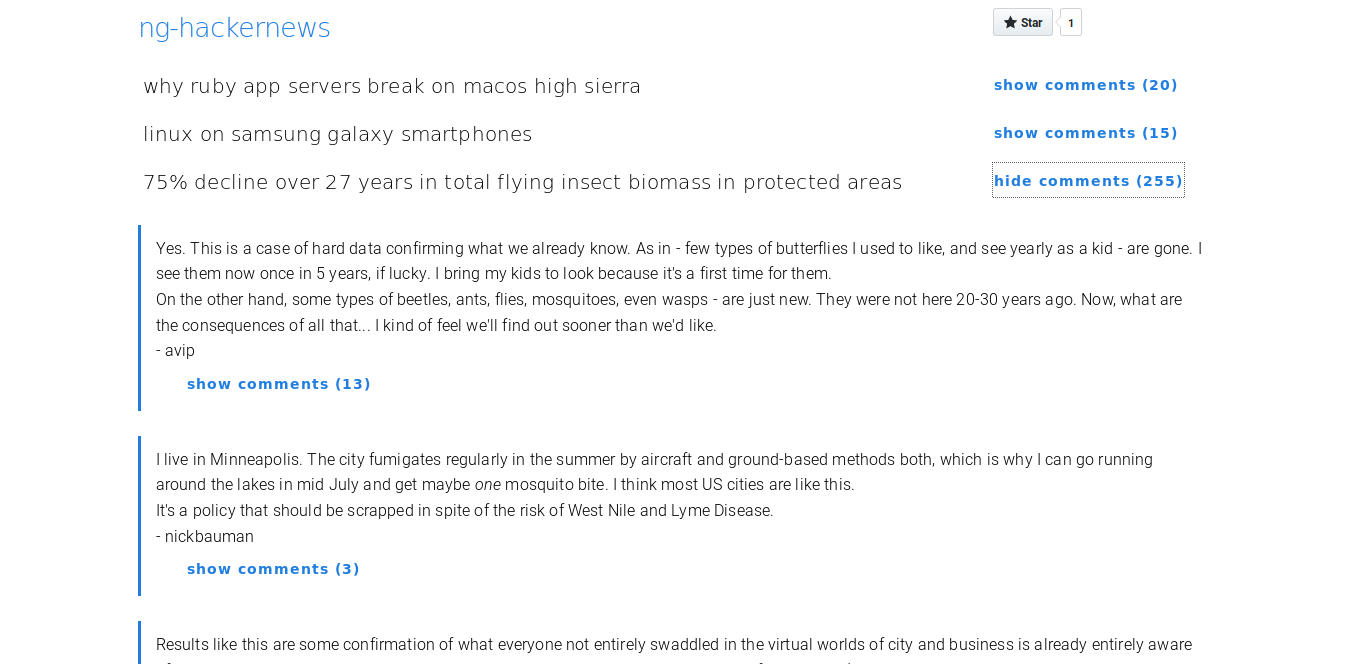 ng-hackernews
Star
1
why ruby app servers break on macos high sierra
show comments (20)
linux on samsung galaxy smartphones
show comments (15)
75% decline over 27 years in total flying insect biomass in protected areas
hide comments (255)
Yes. This is a case of hard data confirming what we already know. As in - few types of butterflies I used to like, and see yearly as a kid - are gone. I
see them now once in 5 years, if lucky. I bring my kids to look because it's a first time for them.
On the other hand, some types of beetles, ants, flies, mosquitoes, even wasps - are just new. They were not here 20-30 years ago. Now, what are
the consequences of all that... I kind of feel we'll find out sooner than we'd like.
- avip
show comments (13)
I live in Minneapolis. The city fumigates regularly in the summer by aircraft and ground-based methods both, which is why I can go running
around the lakes in mid July and get maybe one mosquito bite. I think most US cities are like this.
It's a policy that should be scrapped in spite of the risk of West Nile and Lyme Disease.
- nickbauman
show comments (3)
Results like this are some confirmation of what everyone not entirely swaddled in the virtual worlds of city and business is already entirely aware